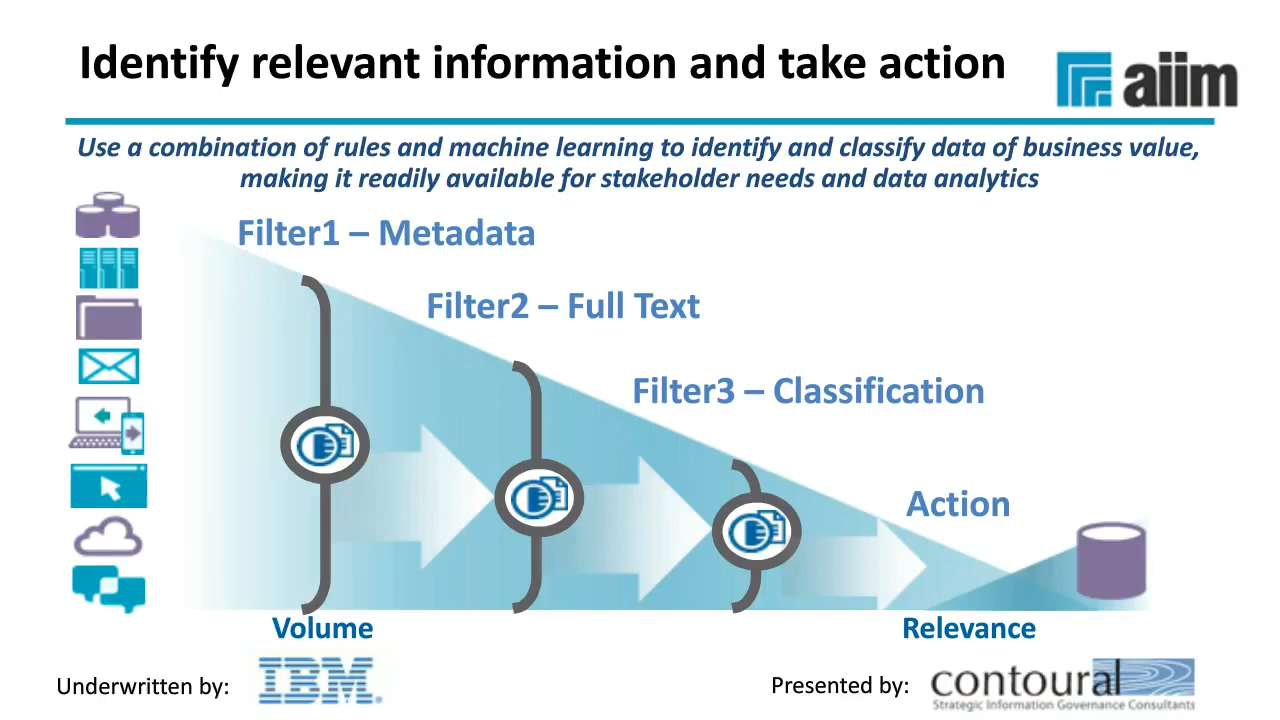 Identify relevant information and take action
aiim
Use a combination of rules and machine learning to identify and classify data of business value,
making it readily available for stakeholder needs and data analytics
Filter1 – Metadata
Filter2 – Full Text
Filter3 – Classification
Action
Volume
Relevance
Underwritten by:
IBM®
Presented by:
contoural
Strategic Information Governance Consultants